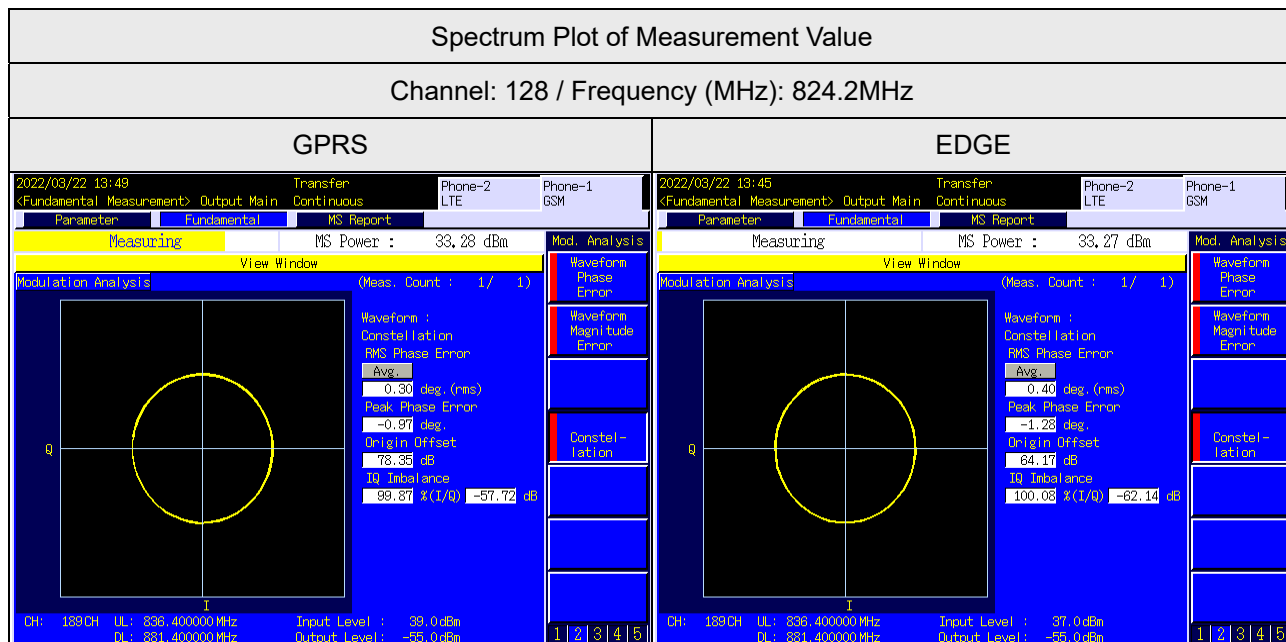 Spectrum Plot of Measurement Value
Channel: 128 / Frequency (MHz): 824.2MHz
GPRS
EDGE
2022/03/22 13:49 Transfer Phone-2 Phone-1
<Fundamental Measurement> Output Main Continuous LTE GSM
Parameter Fundamental MS Report
Measuring MS Power : 33.28 dBm Mod. Analysis
View Window
Modulation Analysis (Meas. Count : 1/ 1)
Waveform
Phase
Error
Waveform
Magnitude
Error
Constel-
lation
Waveform :
Constellation
RMS Phase Error
Avg.
0.30 deg.(rms)
Peak Phase Error
-0.97 deg.
Origin Offset
78.35 dB
IQ Imbalance
99.87 %(I/Q) -57.72 dB
Q
I
CH: 189CH UL: 836.400000MHz Input Level : 39.0dBm
DL: 881.400000MHz Output Level : -55.0dBm
1 2 3 4 5
2022/03/22 13:45 Transfer Phone-2 Phone-1
<Fundamental Measurement> Output Main Continuous LTE GSM
Parameter Fundamental MS Report
Measuring MS Power : 33.27 dBm Mod. Analysis
View Window
Modulation Analysis (Meas. Count : 1/ 1)
Waveform
Phase
Error
Waveform
Magnitude
Error
Constel-
lation
Waveform :
Constellation
RMS Phase Error
Avg.
0.40 deg.(rms)
Peak Phase Error
-1.28 deg.
Origin Offset
64.17 dB
IQ Imbalance
100.08 %(I/Q) -62.14 dB
Q
I
CH: 189CH UL: 836.400000MHz Input Level : 37.0dBm
DL: 881.400000MHz Output Level : -55.0dBm
1 2 3 4 5